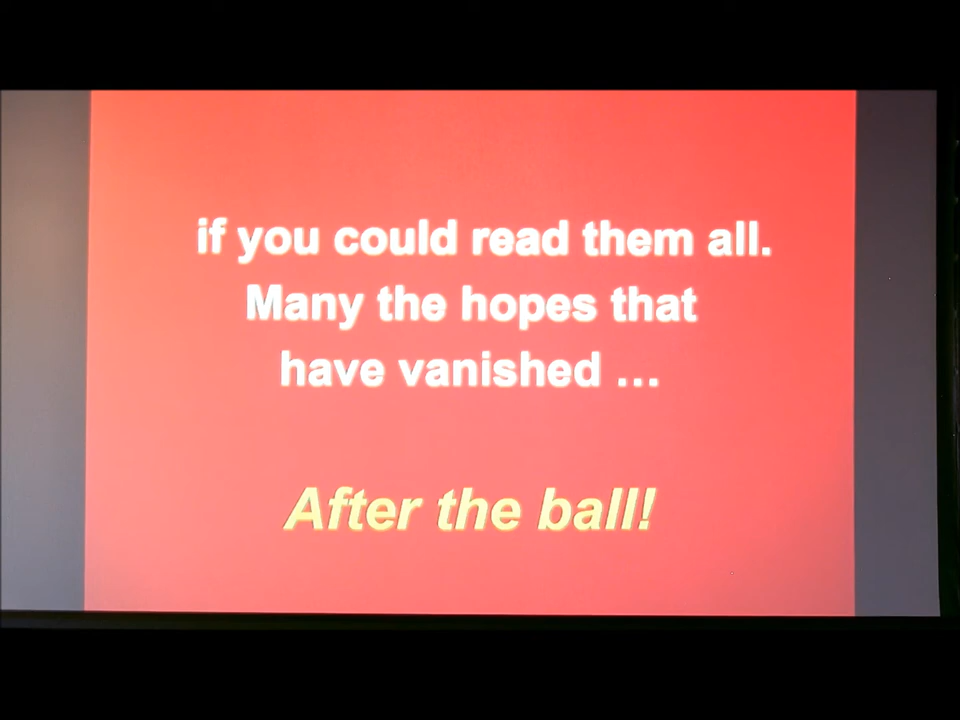 if you could read them all.
Many the hopes that
have vanished …
After the ball!